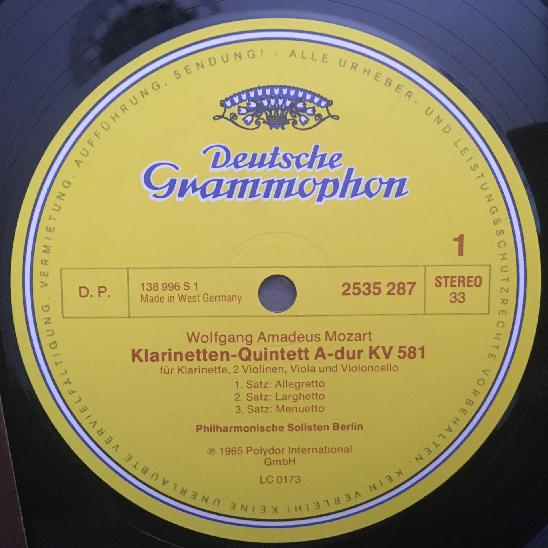 Deutsche
Grammophon
1
D. P.
138 996 S 1
Made in West Germany
2535 287
STEREO
33
Wolfgang Amadeus Mozart
Klarinetten-Quintett A-dur KV 581
für Klarinette, 2 Violinen, Viola und Violoncello
1. Satz: Allegretto
2. Satz: Larghetto
3. Satz: Menuetto
Philharmonische Solisten Berlin
℗ 1965 Polydor International
GmbH
LC 0173
ALLE URHEBER- UND LEISTUNGSSCHUTZRECHTE VORBEHALTEN. KEIN VERLEIH! KEINE UNERLAUBTE VERVIELFÄLTIGUNG, VERMIETUNG, AUFFÜHRUNG, SENDUNG!